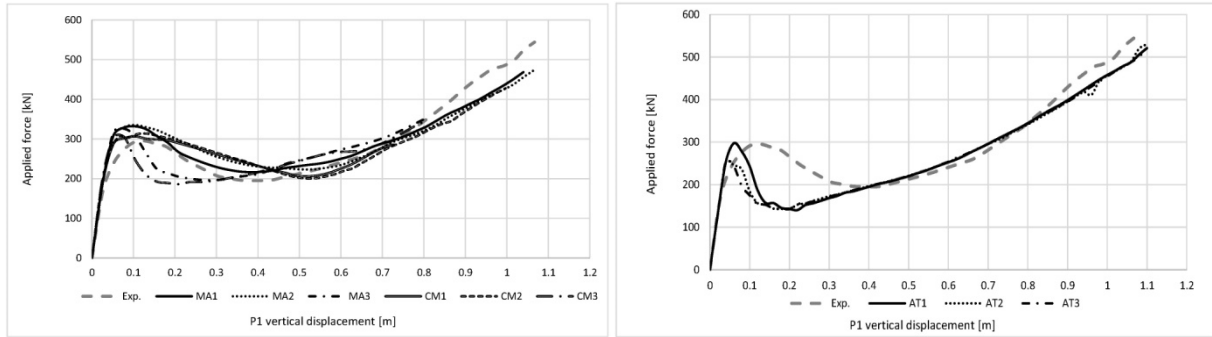 600
500
400
300
200
100
0
Applied force [kN]
0 0.1 0.2 0.3 0.4 0.5 0.6 0.7 0.8 0.9 1 1.1 1.2
Exp. MA1 MA2 MA3 CM1 CM2 CM3
P1 vertical displacement [m]
600
500
400
300
200
100
0
Applied force [kN]
0 0.1 0.2 0.3 0.4 0.5 0.6 0.7 0.8 0.9 1 1.1 1.2
Exp. AT1 AT2 AT3
P1 vertical displacement [m]